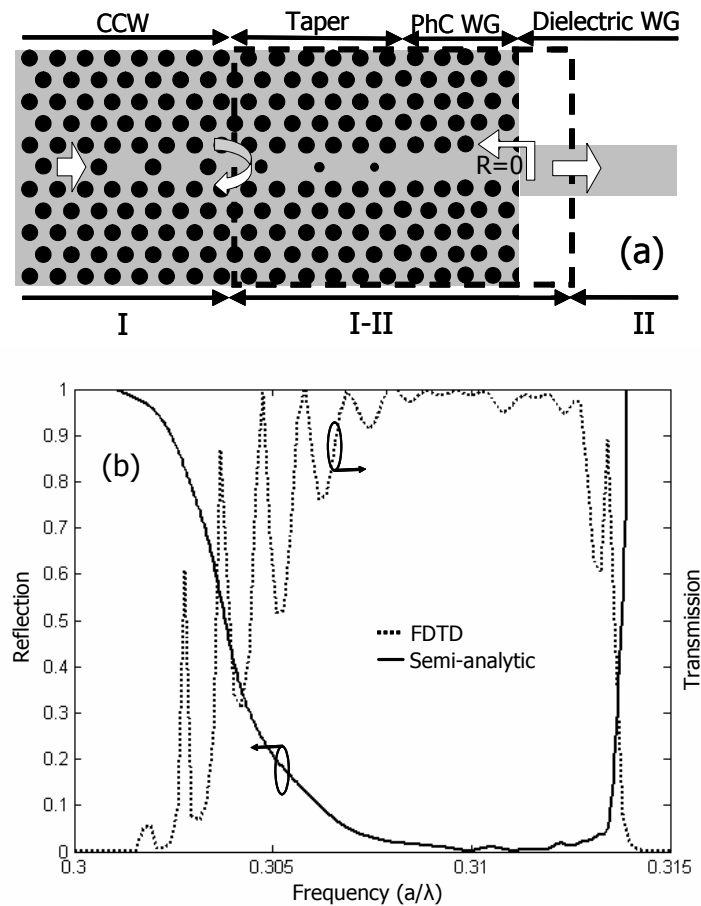 CCW Taper PhC WG Dielectric WG
R=0
(a)
I I-II II
1
0.9
0.8
0.7
0.6
0.5
0.4
0.3
0.2
0.1
0
(b)
FDTD
Semi-analytic
Reflection
Transmission
0.3 0.305 0.31 0.315
Frequency (a/λ)